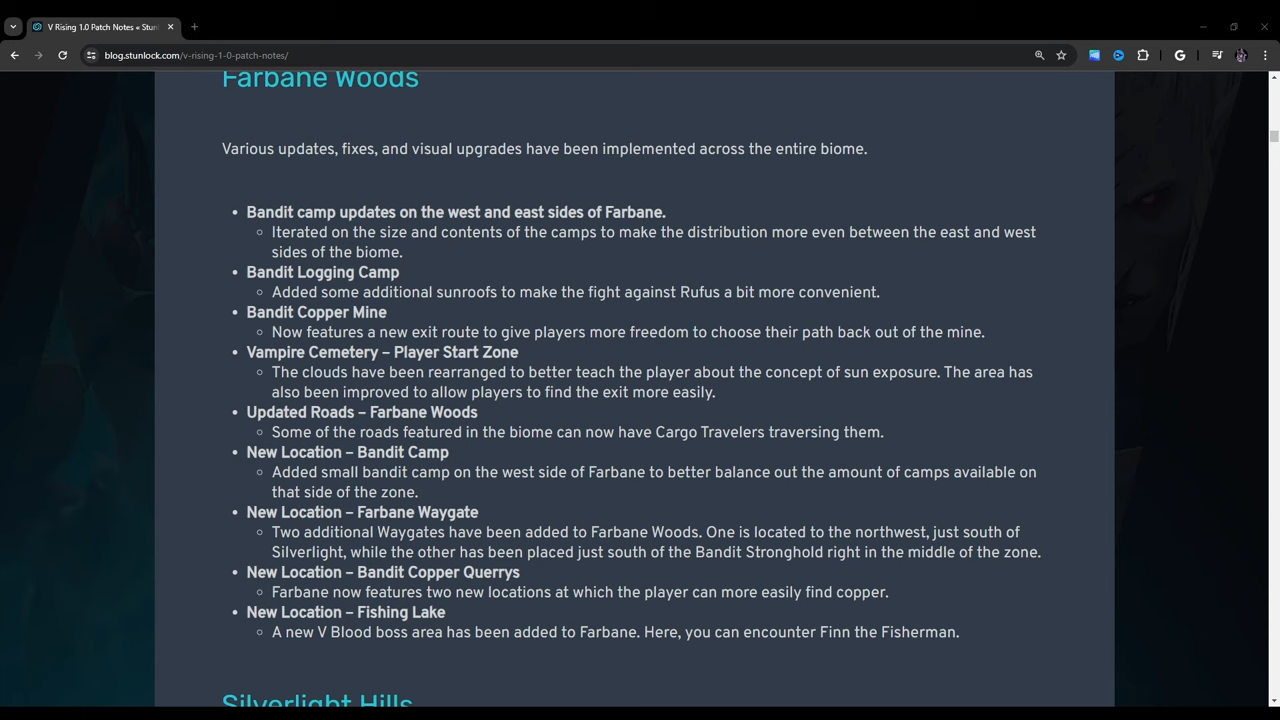 V Rising 1.0 Patch Notes « Stun
blog.stunlock.com/v-rising-1-0-patch-notes/
Farbane Woods
Various updates, fixes, and visual upgrades have been implemented across the entire biome.
• Bandit camp updates on the west and east sides of Farbane.
○ Iterated on the size and contents of the camps to make the distribution more even between the east and west
sides of the biome.
• Bandit Logging Camp
○ Added some additional sunroofs to make the fight against Rufus a bit more convenient.
• Bandit Copper Mine
○ Now features a new exit route to give players more freedom to choose their path back out of the mine.
• Vampire Cemetery – Player Start Zone
○ The clouds have been rearranged to better teach the player about the concept of sun exposure. The area has
also been improved to allow players to find the exit more easily.
• Updated Roads – Farbane Woods
○ Some of the roads featured in the biome can now have Cargo Travelers traversing them.
• New Location – Bandit Camp
○ Added small bandit camp on the west side of Farbane to better balance out the amount of camps available on
that side of the zone.
• New Location – Farbane Waygate
○ Two additional Waygates have been added to Farbane Woods. One is located to the northwest, just south of
Silverlight, while the other has been placed just south of the Bandit Stronghold right in the middle of the zone.
• New Location – Bandit Copper Querrys
○ Farbane now features two new locations at which the player can more easily find copper.
• New Location – Fishing Lake
○ A new V Blood boss area has been added to Farbane. Here, you can encounter Finn the Fisherman.
Silverlight Hills